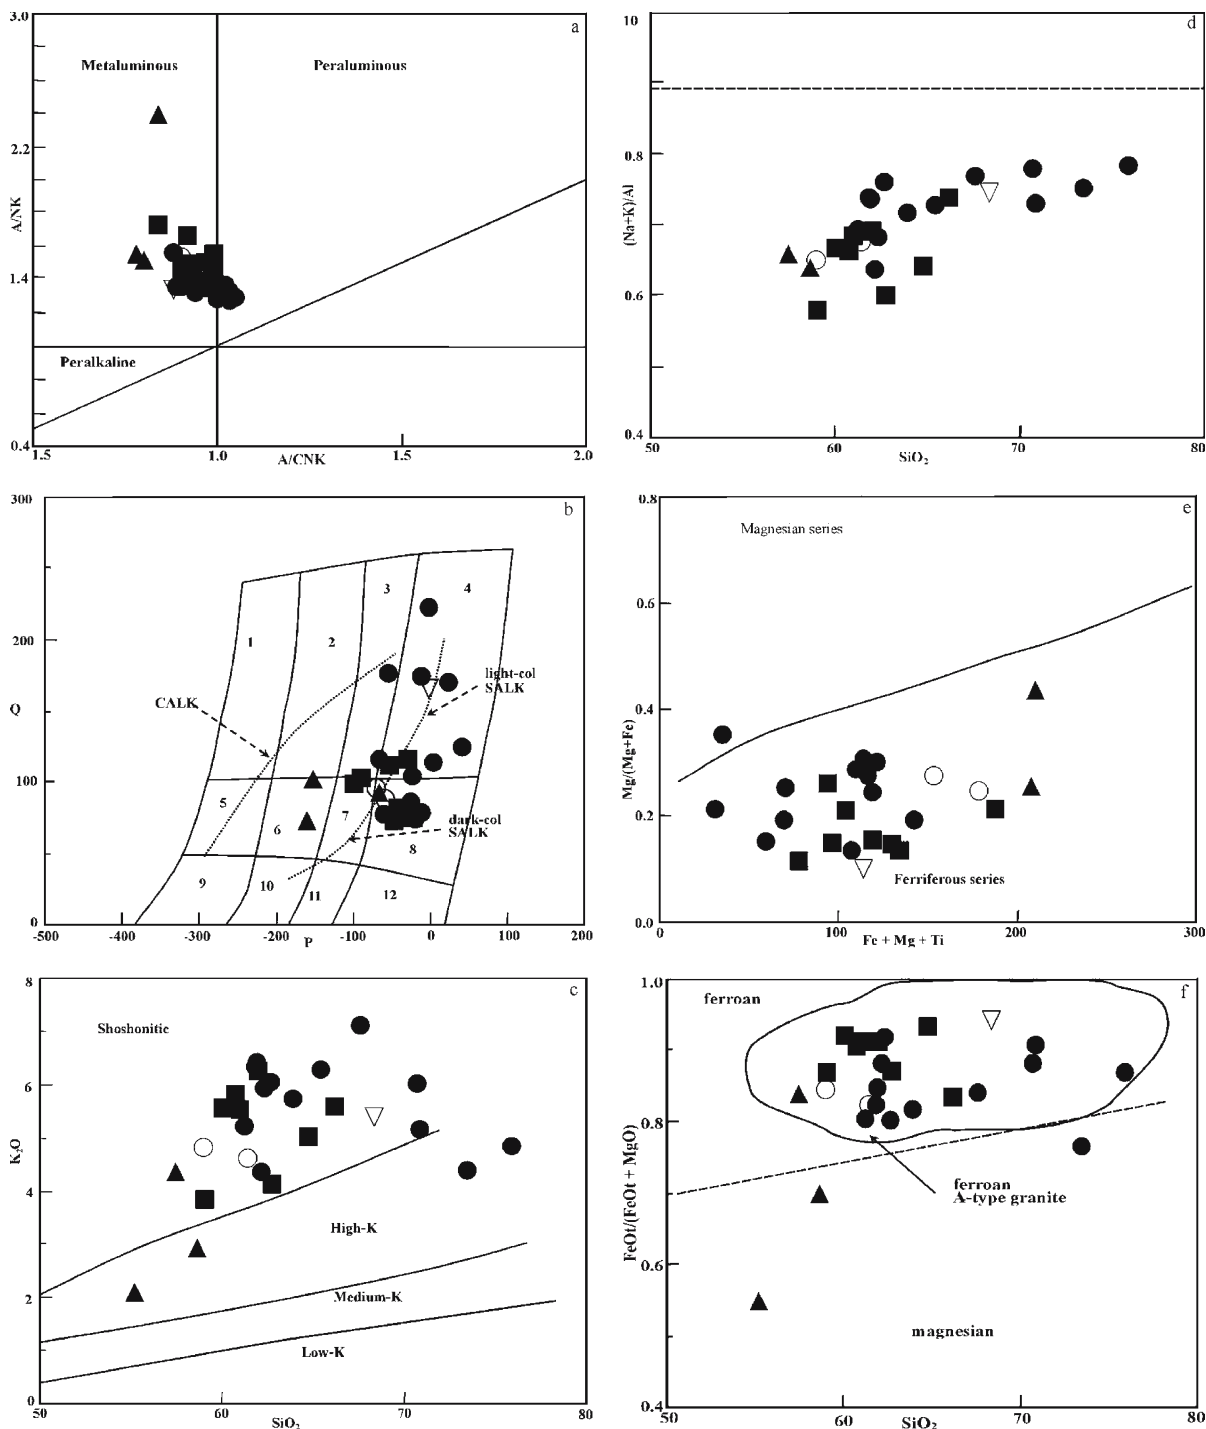 a
3.0
Metaluminous
Peraluminous
2.2
A/NK
1.4
Peralkaline
0.4
1.5
1.0
1.5
2.0
A/CNK
d
10
0.8
(Na+K)/Al
0.6
0.4
50
60
70
80
SiO₂
b
300
200
Q
100
0
1
2
3
4
5
6
7
8
9
10
11
12
CALK
light-col
SALK
dark-col
SALK
-500
-400
-300
-200
-100
0
100
200
P
e
0.8
Magnesian series
0.6
Mg/(Mg+Fe)
0.4
0.2
Ferriferous series
0.0
0
100
200
300
Fe + Mg + Ti
c
8
Shoshonitic
6
K₂O
4
High-K
2
Medium-K
Low-K
0
50
60
70
80
SiO₂
f
1.0
ferroan
0.8
FeOt/(FeOt + MgO)
ferroan
A-type granite
0.6
magnesian
0.4
60
70
80
SiO₂